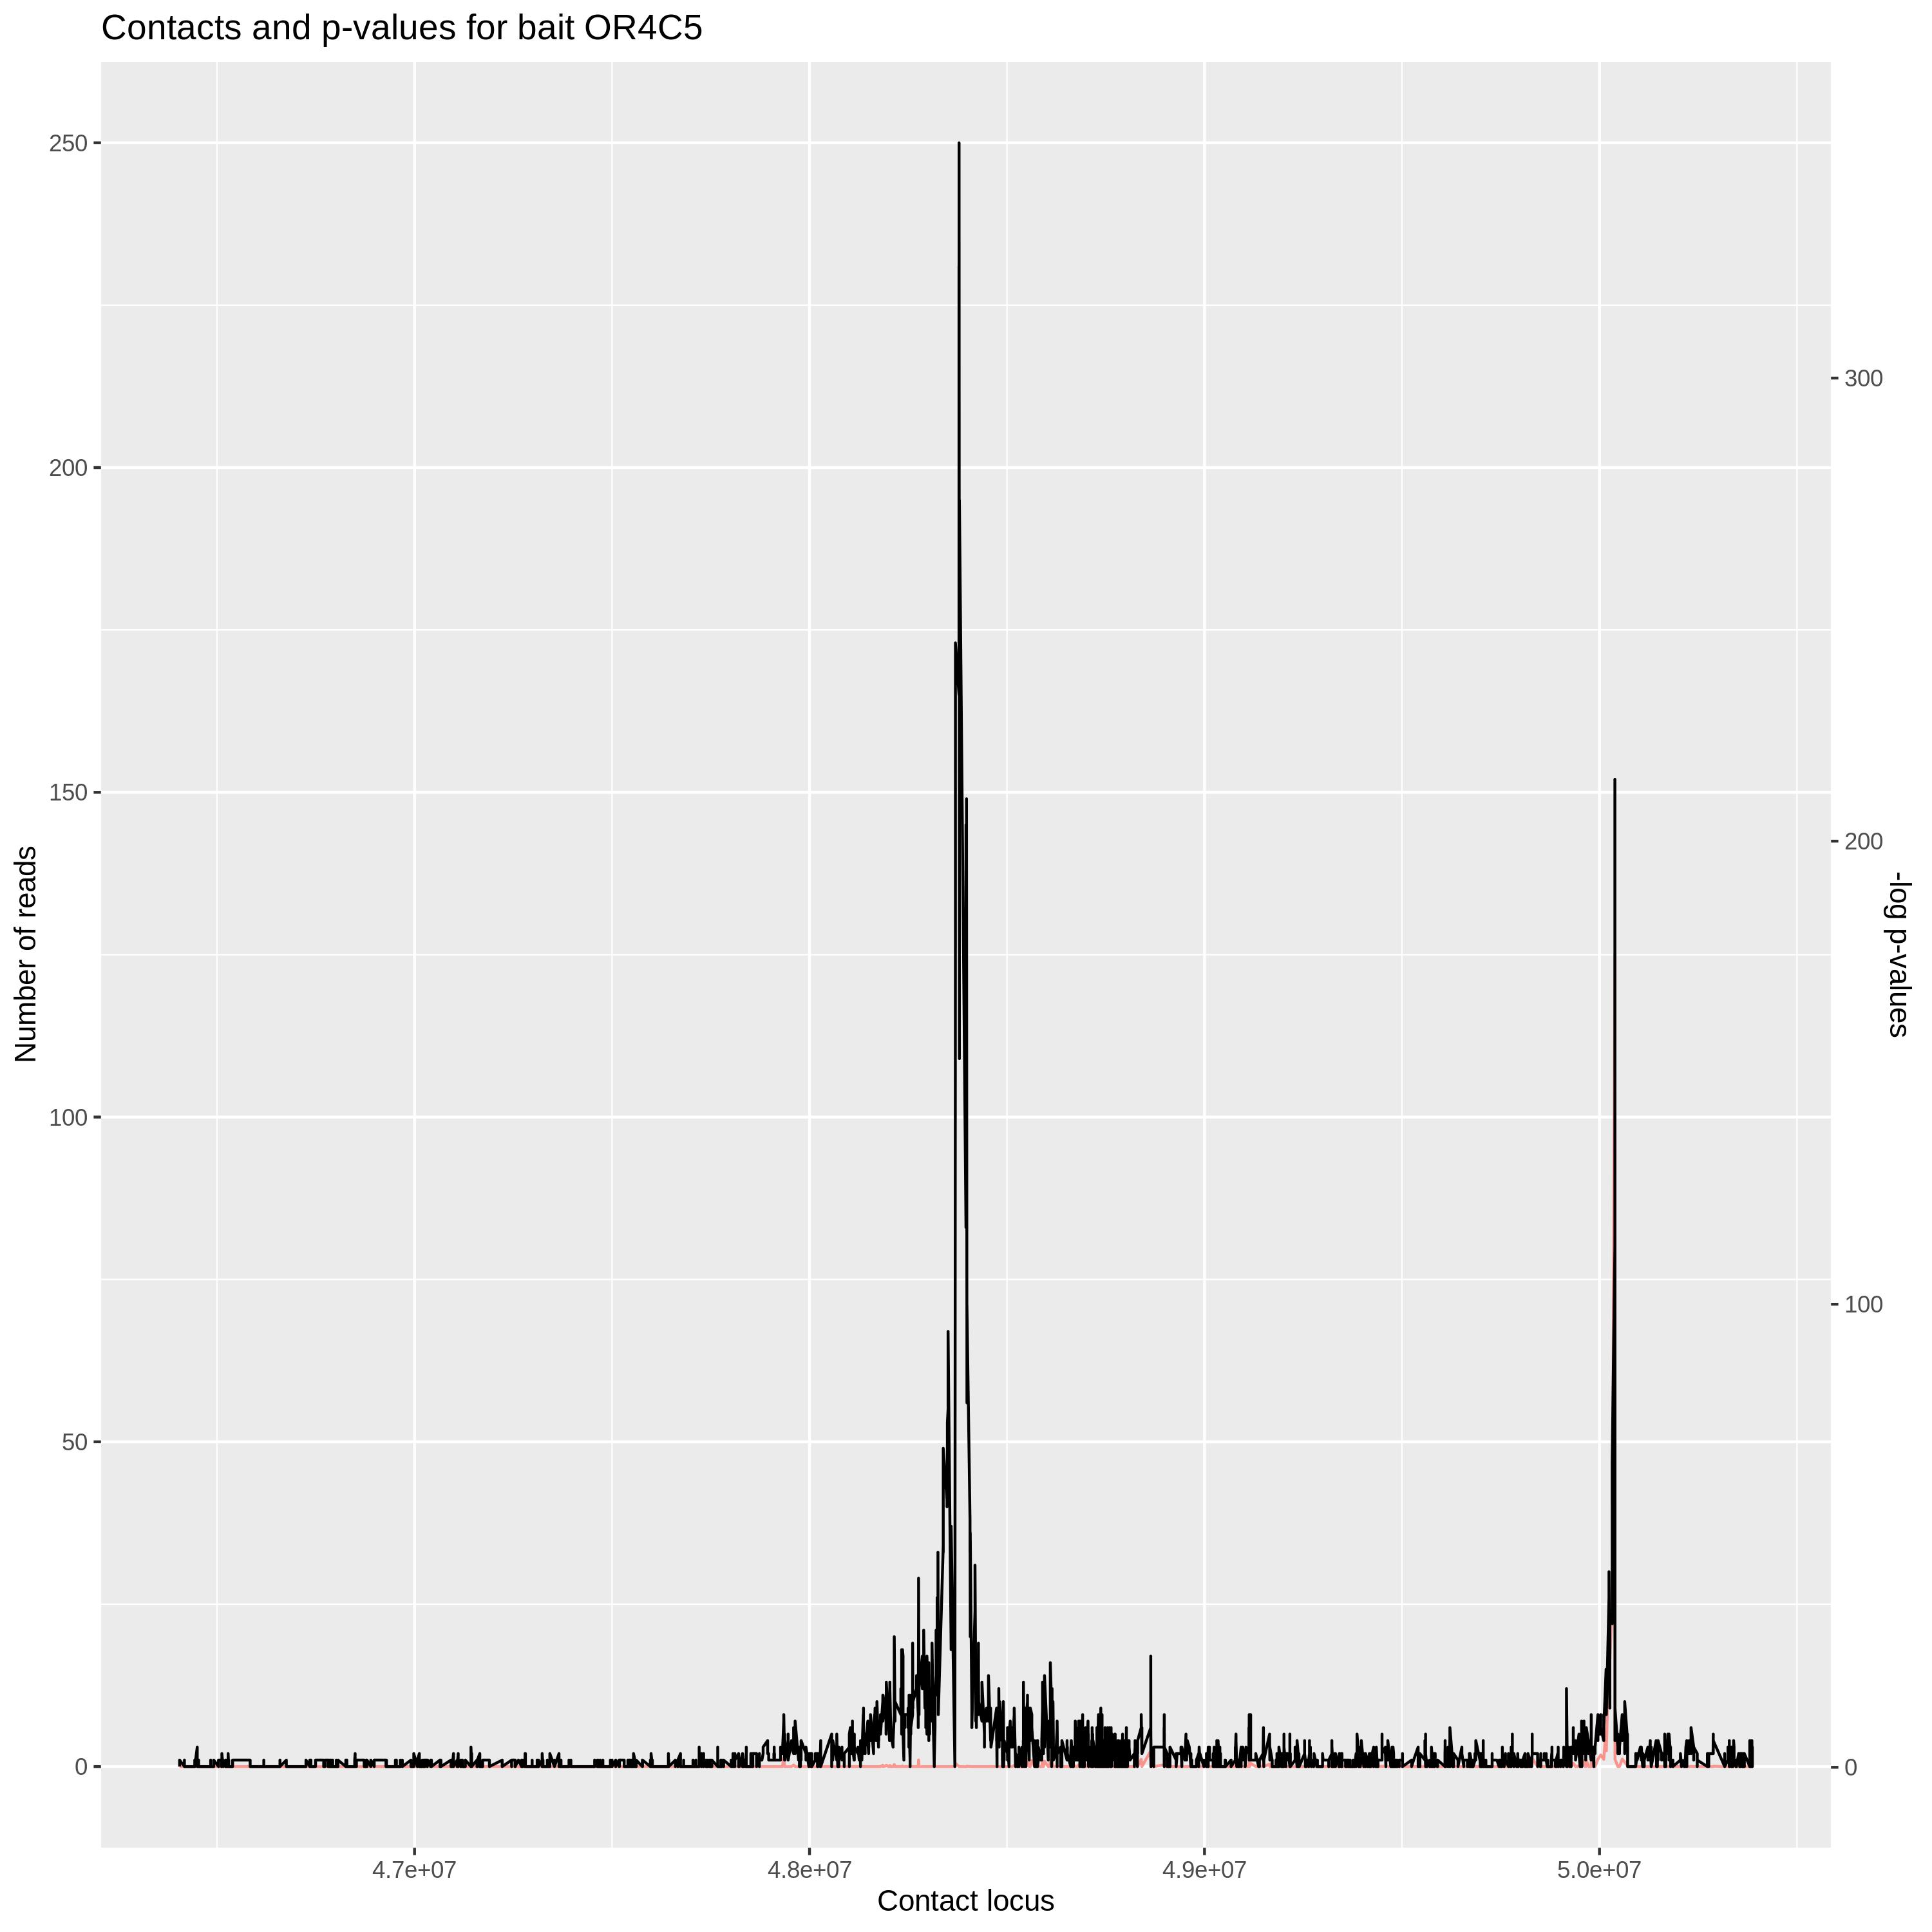 Contacts and p-values for bait OR4C5
250
200
150
100
50
0
Number of reads
300
200
100
0
-log p-values
4.7e+07 4.8e+07 4.9e+07 5.0e+07
Contact locus